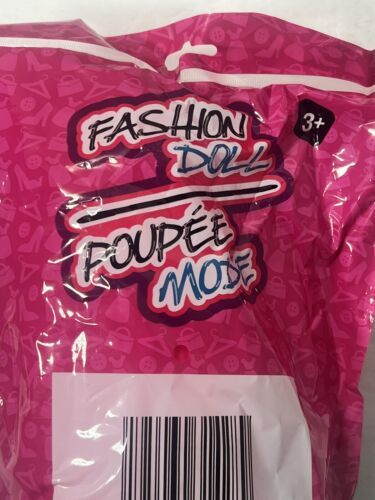 FASHION
DOLL
3+
POUPÉE
MODE